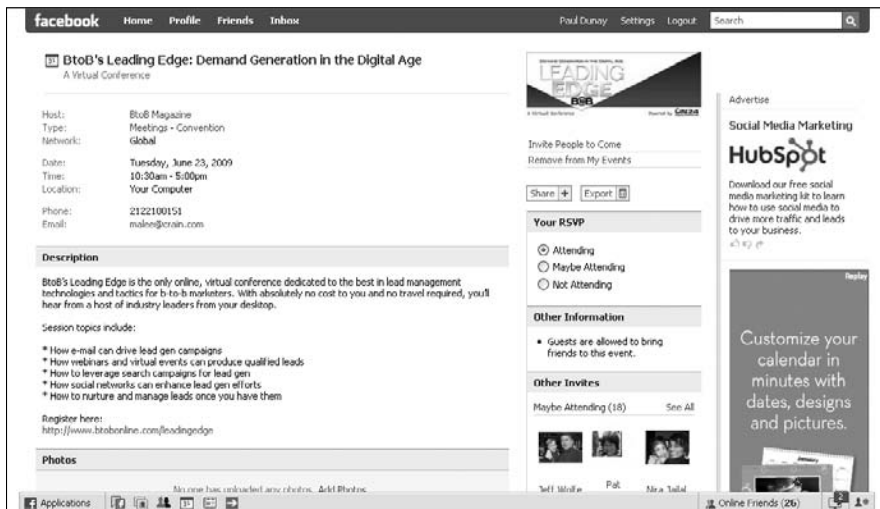 facebook Home Profile Friends Inbox Paul Dunay Settings Logout Search
BtoB's Leading Edge: Demand Generation in the Digital Age
A Virtual Conference
Host: BtoB Magazine
Type: Meetings - Convention
Network: Global
Date: Tuesday, June 23, 2009
Time: 10:30am - 5:00pm
Location: Your Computer
Phone: 2122100151
Email: malee@crain.com
Description
BtoB's Leading Edge is the only online, virtual conference dedicated to the best in lead management
technologies and tactics for b-to-b marketers. With absolutely no cost to you and no travel required, you'll
hear from a host of industry leaders from your desktop.
Session topics include:
* How e-mail can drive lead gen campaigns
* How webinars and virtual events can produce qualified leads
* How to leverage search campaigns for lead gen
* How social networks can enhance lead gen efforts
* How to nurture and manage leads once you have them
Register here:
http://www.btobonline.com/leadingedge
Photos
No one has uploaded any photos. Add Photos
LEADING
EDGE
BtoB
A Virtual Conference
Powered by ON24
Invite People to Come
Remove from My Events
Share + Export
Your RSVP
Attending
Maybe Attending
Not Attending
Other Information
• Guests are allowed to bring
friends to this event.
Other Invites
Maybe Attending (18) See All
Jeff Wolfe Pat Nira Jailal
Advertise
Social Media Marketing
HubSpot
Download our free social
media marketing kit to learn
how to use social media to
drive more traffic and leads
to your business.
Replay
Customize your
calendar in
minutes with
dates, designs
and pictures.
January
Applications 31 Online Friends (26) 2